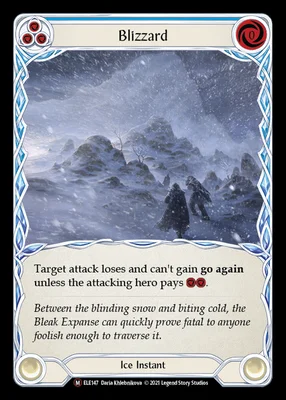 Blizzard
Target attack loses and can't gain go again
unless the attacking hero pays .
Between the blinding snow and biting cold, the
Bleak Expanse can quickly prove fatal to anyone
foolish enough to traverse it.
Ice Instant
M ELE147 Daria Khlebnikova © 2021 Legend Story Studios